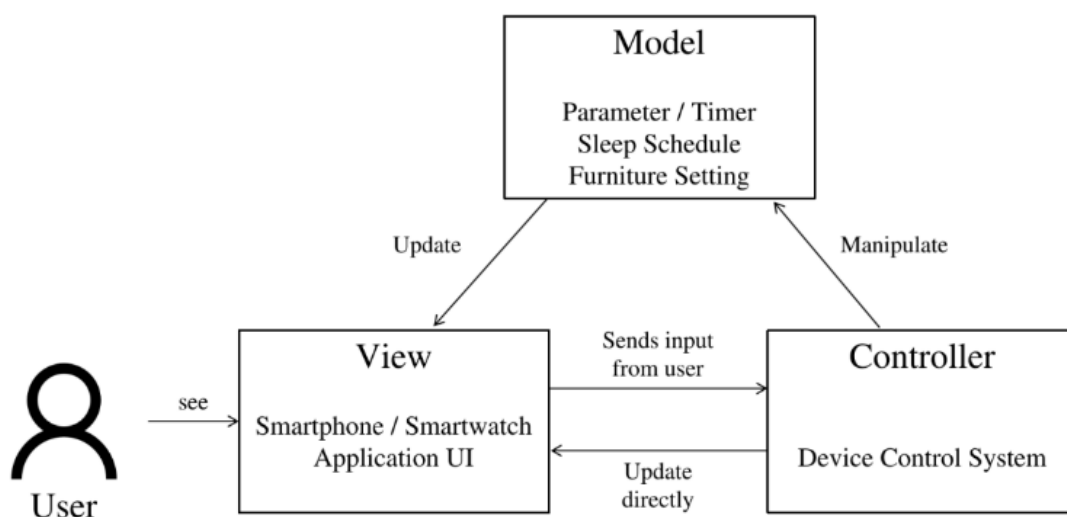 Model
Parameter / Timer
Sleep Schedule
Furniture Setting
Update
Manipulate
View
Smartphone / Smartwatch
Application UI
Sends input
from user
Update
directly
Controller
Device Control System
see
User